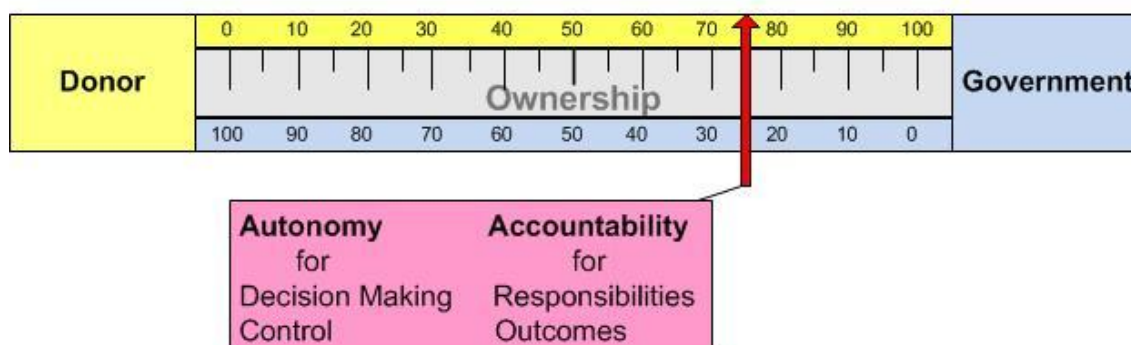 0 10 20 30 40 50 60 70 80 90 100
Donor
Ownership
Government
100 90 80 70 60 50 40 30 20 10 0
Autonomy Accountability
for for
Decision Making Responsibilities
Control Outcomes